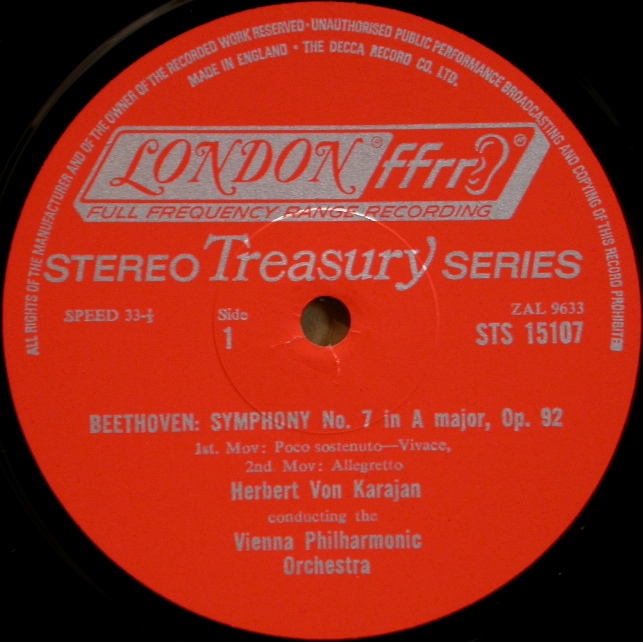 ALL RIGHTS OF THE MANUFACTURER AND OF THE OWNER OF THE RECORDED WORK RESERVED · UNAUTHORISED PUBLIC PERFORMANCE BROADCASTING AND COPYING OF THIS RECORD PROHIBITED
MADE IN ENGLAND · THE DECCA RECORD CO. LTD.
LONDON ® ffrr ®
FULL FREQUENCY RANGE RECORDING
STEREO Treasury SERIES
SPEED 33⅓ Side ZAL 9633
1 STS 15107
BEETHOVEN: SYMPHONY No. 7 in A major, Op. 92
1st. Mov: Poco sostenuto—Vivace,
2nd Mov: Allegretto
Herbert Von Karajan
conducting the
Vienna Philharmonic
Orchestra